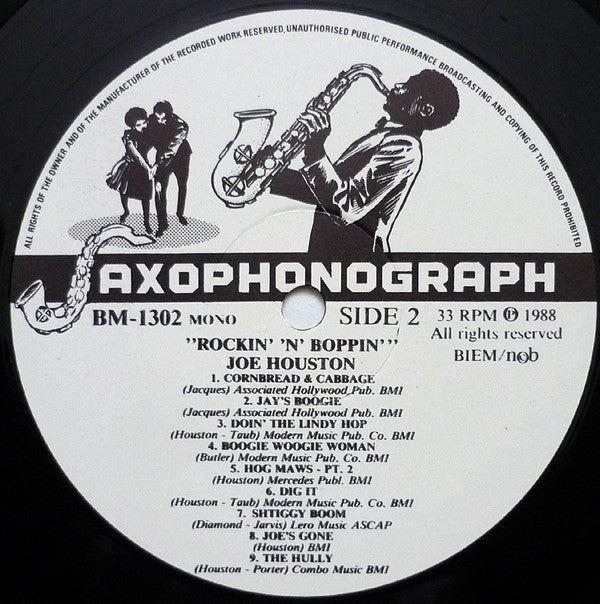 ALL RIGHTS OF THE OWNER AND OF THE MANUFACTURER OF THE RECORDED WORK RESERVED, UNAUTHORISED PUBLIC PERFORMANCE BROADCASTING AND COPYING OF THIS RECORD PROHIBITED
SAXOPHONOGRAPH
BM-1302 MONO
SIDE 2
33 RPM Ⓟ 1988
All rights reserved
BIEM/ncb
"ROCKIN' 'N' BOPPIN'"
JOE HOUSTON
1. CORNBREAD & CABBAGE
(Jacques) Associated Hollywood Pub. BMI
2. JAY'S BOOGIE
(Jacques) Associated Hollywood Pub. BMI
3. DOIN' THE LINDY HOP
(Houston - Taub) Modern Music Pub. Co. BMI
4. BOOGIE WOOGIE WOMAN
(Butler) Modern Music Pub. Co. BMI
5. HOG MAWS - PT. 2
(Houston) Mercedes Publ. BMI
6. DIG IT
(Houston - Taub) Modern Music Pub. Co. BMI
7. SHTIGGY BOOM
(Diamond - Jarvis) Lero Music ASCAP
8. JOE'S GONE
(Houston) BMI
9. THE HULLY
(Houston - Porter) Combo Music BMI